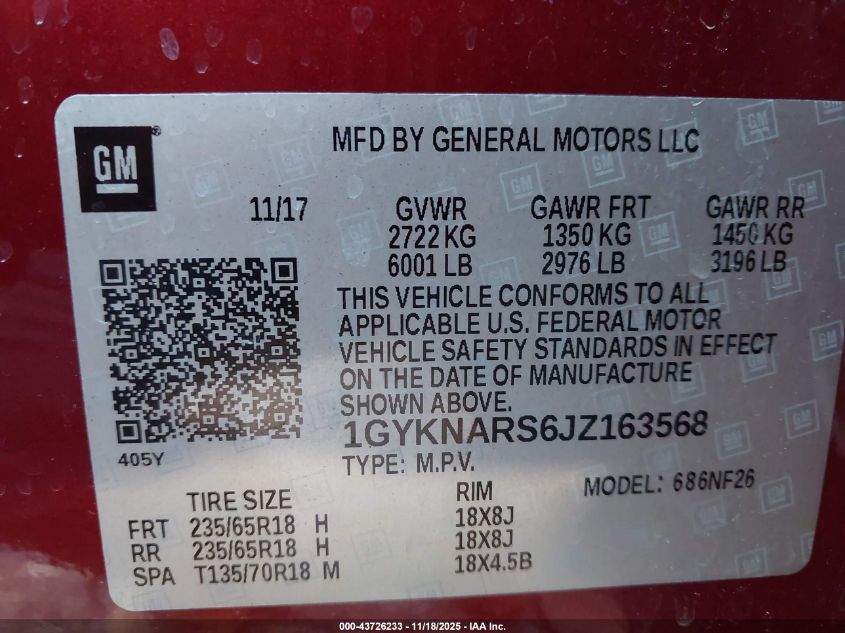 GM ®
MFD BY GENERAL MOTORS LLC
11/17 GVWR GAWR FRT GAWR RR
2722 KG 1350 KG 1450 KG
6001 LB 2976 LB 3196 LB
THIS VEHICLE CONFORMS TO ALL
APPLICABLE U.S. FEDERAL MOTOR
VEHICLE SAFETY STANDARDS IN EFFECT
ON THE DATE OF MANUFACTURE
SHOWN ABOVE.
1GYKNARS6JZ163568
405Y
TYPE: M.P.V. MODEL: 686NF26
TIRE SIZE RIM
FRT 235/65R18 H 18X8J
RR 235/65R18 H 18X8J
SPA T135/70R18 M 18X4.5B
000-43726233 - 11/18/2025 - IAA Inc.